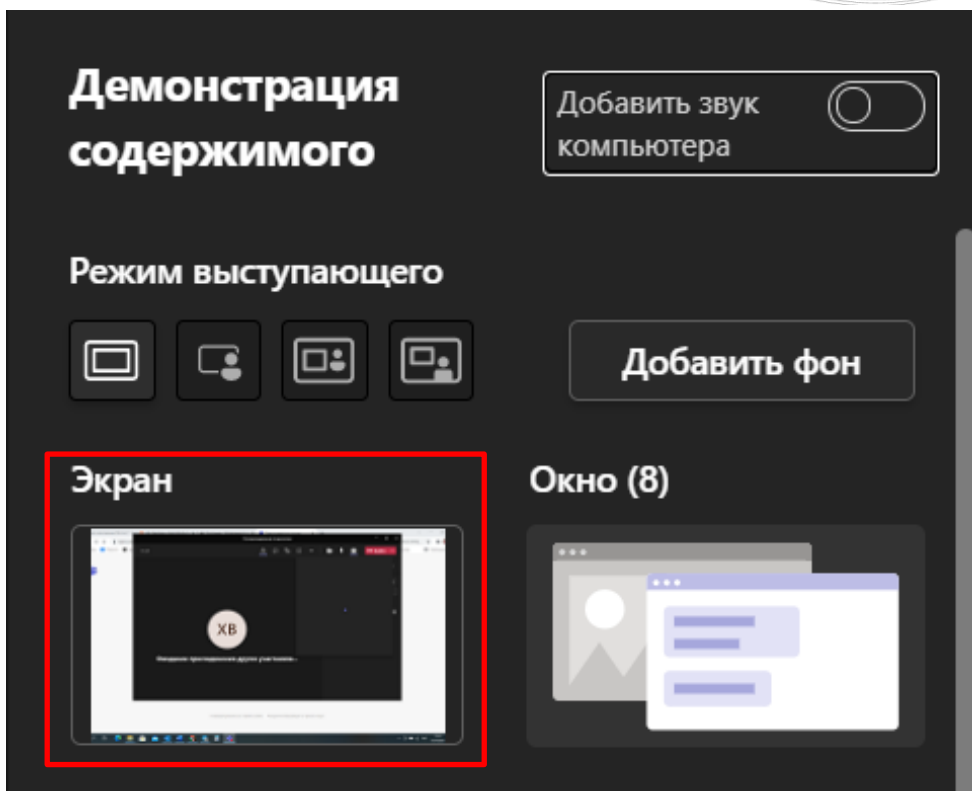 Демонстрация
содержимого
Добавить звук
компьютера
Режим выступающего
Добавить фон
Экран
Окно (8)
ХВ